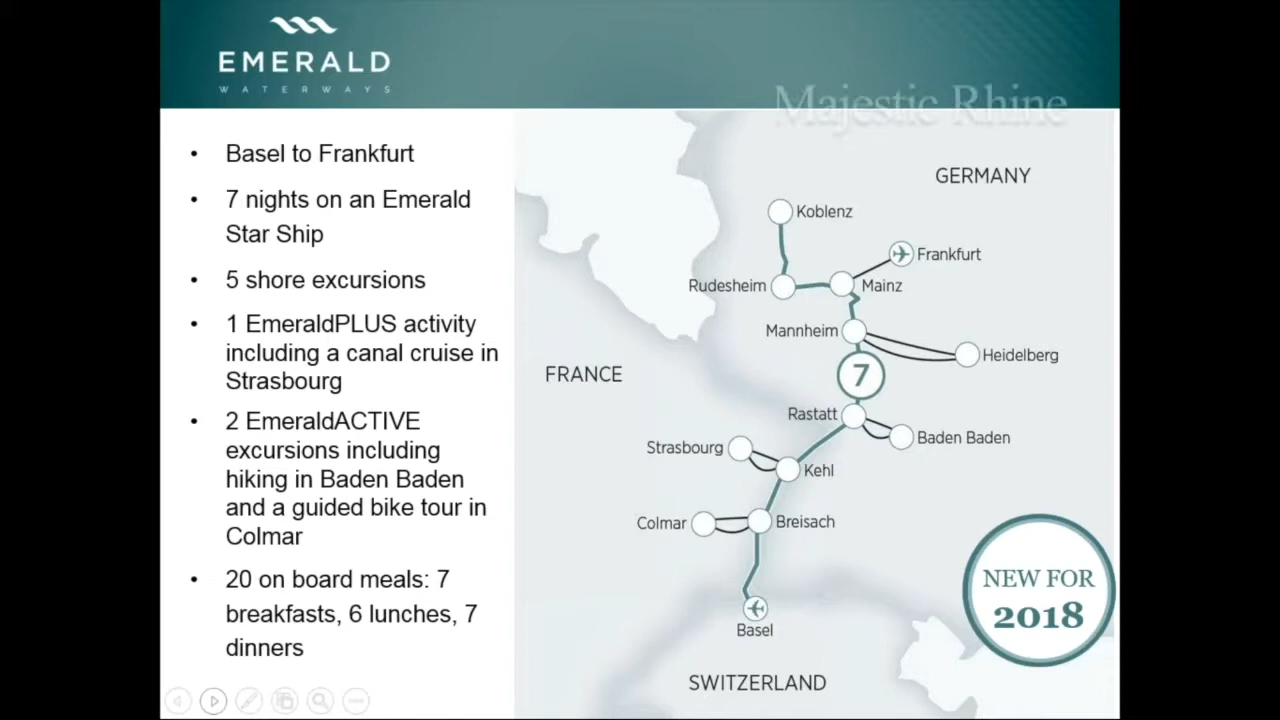 EMERALD
WATERWAYS
Majestic Rhine
• Basel to Frankfurt
• 7 nights on an Emerald
Star Ship
• 5 shore excursions
• 1 EmeraldPLUS activity
including a canal cruise in
Strasbourg
• 2 EmeraldACTIVE
excursions including
hiking in Baden Baden
and a guided bike tour in
Colmar
• 20 on board meals: 7
breakfasts, 6 lunches, 7
dinners
GERMANY
Koblenz
Frankfurt
Rudesheim
Mainz
Mannheim
Heidelberg
FRANCE
7
Rastatt
Baden Baden
Strasbourg
Kehl
Colmar
Breisach
Basel
SWITZERLAND
NEW FOR
2018